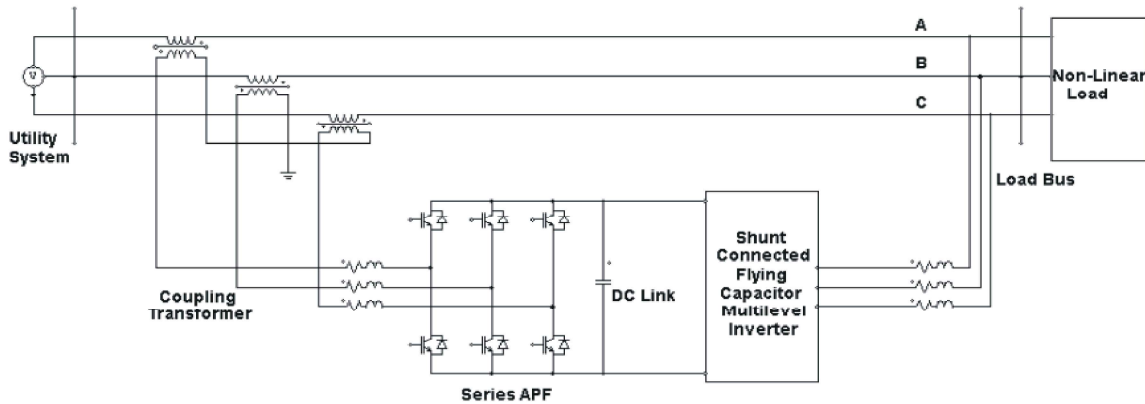 A
B
C
Utility
System
Non-Linear
Load
Load Bus
Coupling
Transformer
DC Link
Shunt
Connected
Flying
Capacitor
Multilevel
Inverter
Series APF